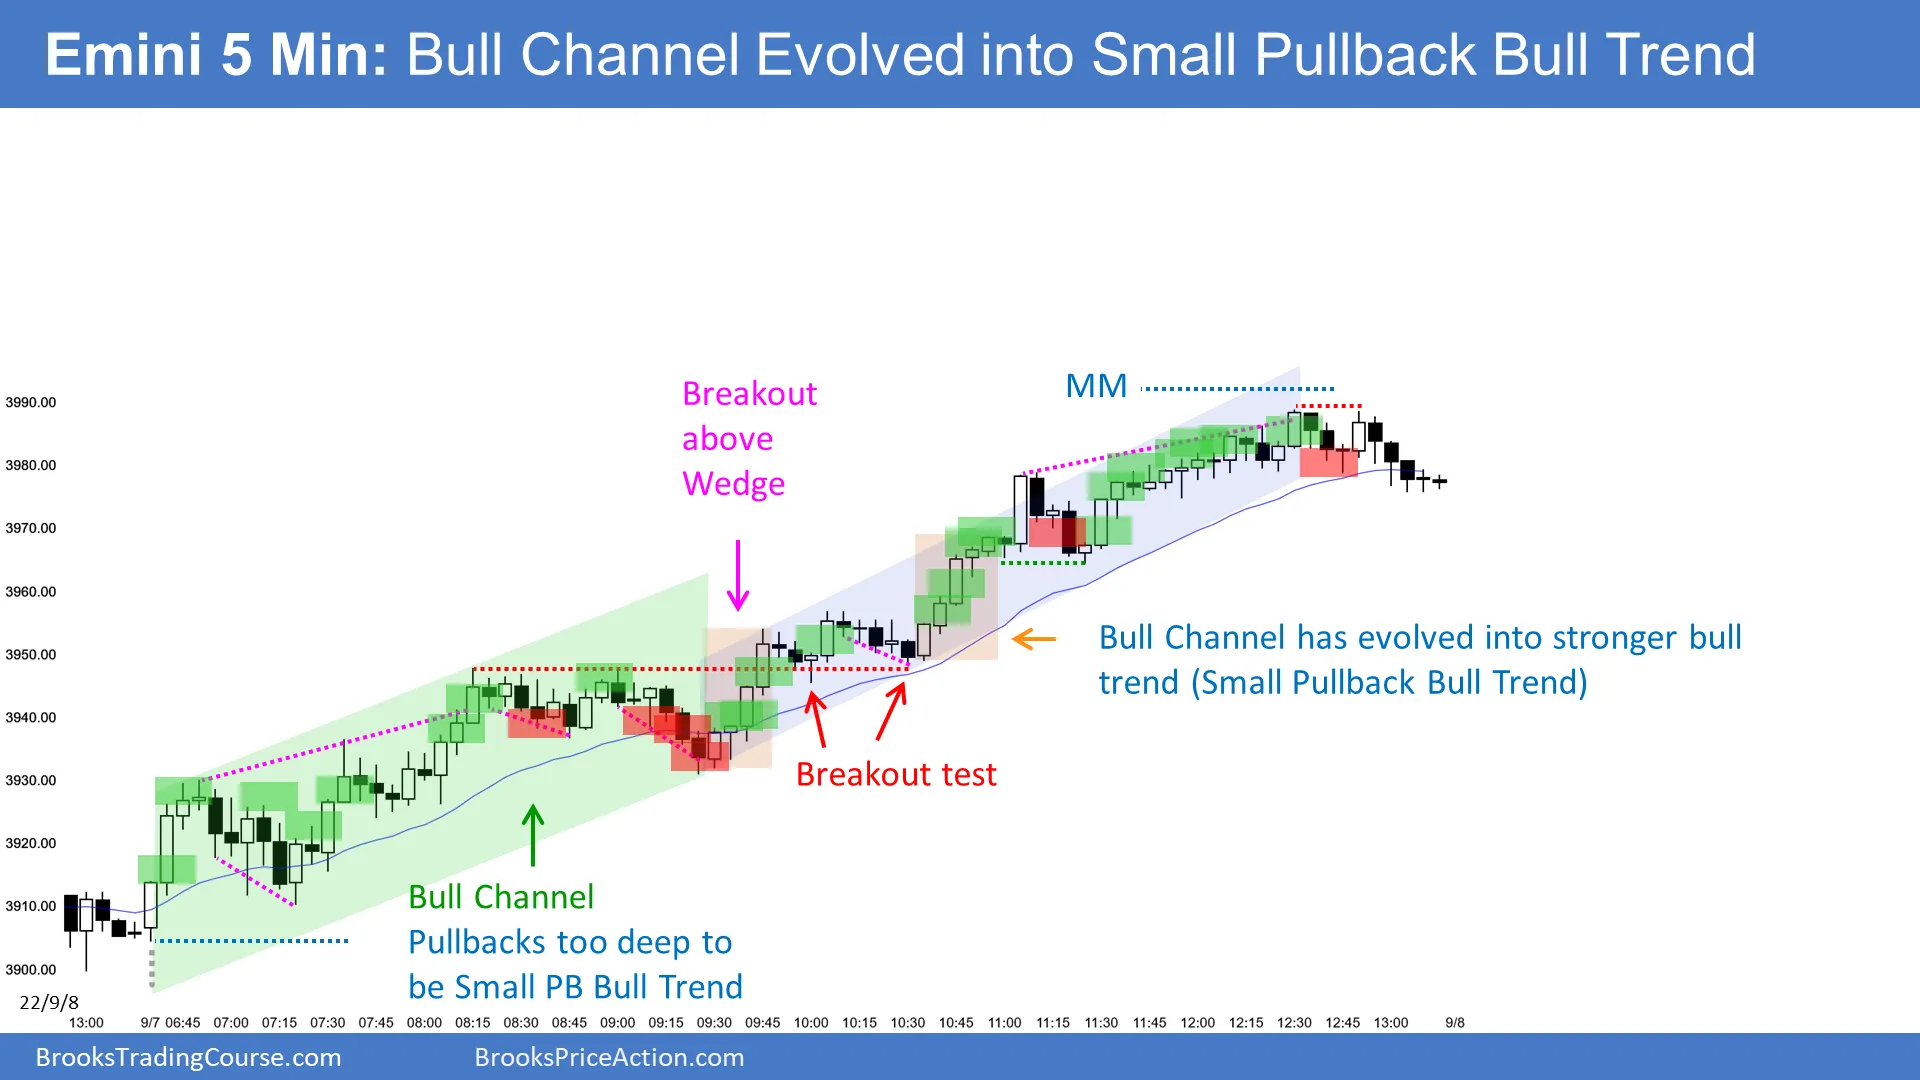 Emini 5 Min: Bull Channel Evolved into Small Pullback Bull Trend
Breakout
above
Wedge
MM
3990.00
3980.00
3970.00
3960.00
3950.00
3940.00
3930.00
3920.00
3910.00
3900.00
Bull Channel has evolved into stronger bull
trend (Small Pullback Bull Trend)
Breakout test
Bull Channel
Pullbacks too deep to
be Small PB Bull Trend
22/9/8
13:00 9/7 06:45 07:00 07:15 07:30 07:45 08:00 08:15 08:30 08:45 09:00 09:15 09:30 09:45 10:00 10:15 10:30 10:45 11:00 11:15 11:30 11:45 12:00 12:15 12:30 12:45 13:00 9/8
BrooksTradingCourse.com
BrooksPriceAction.com